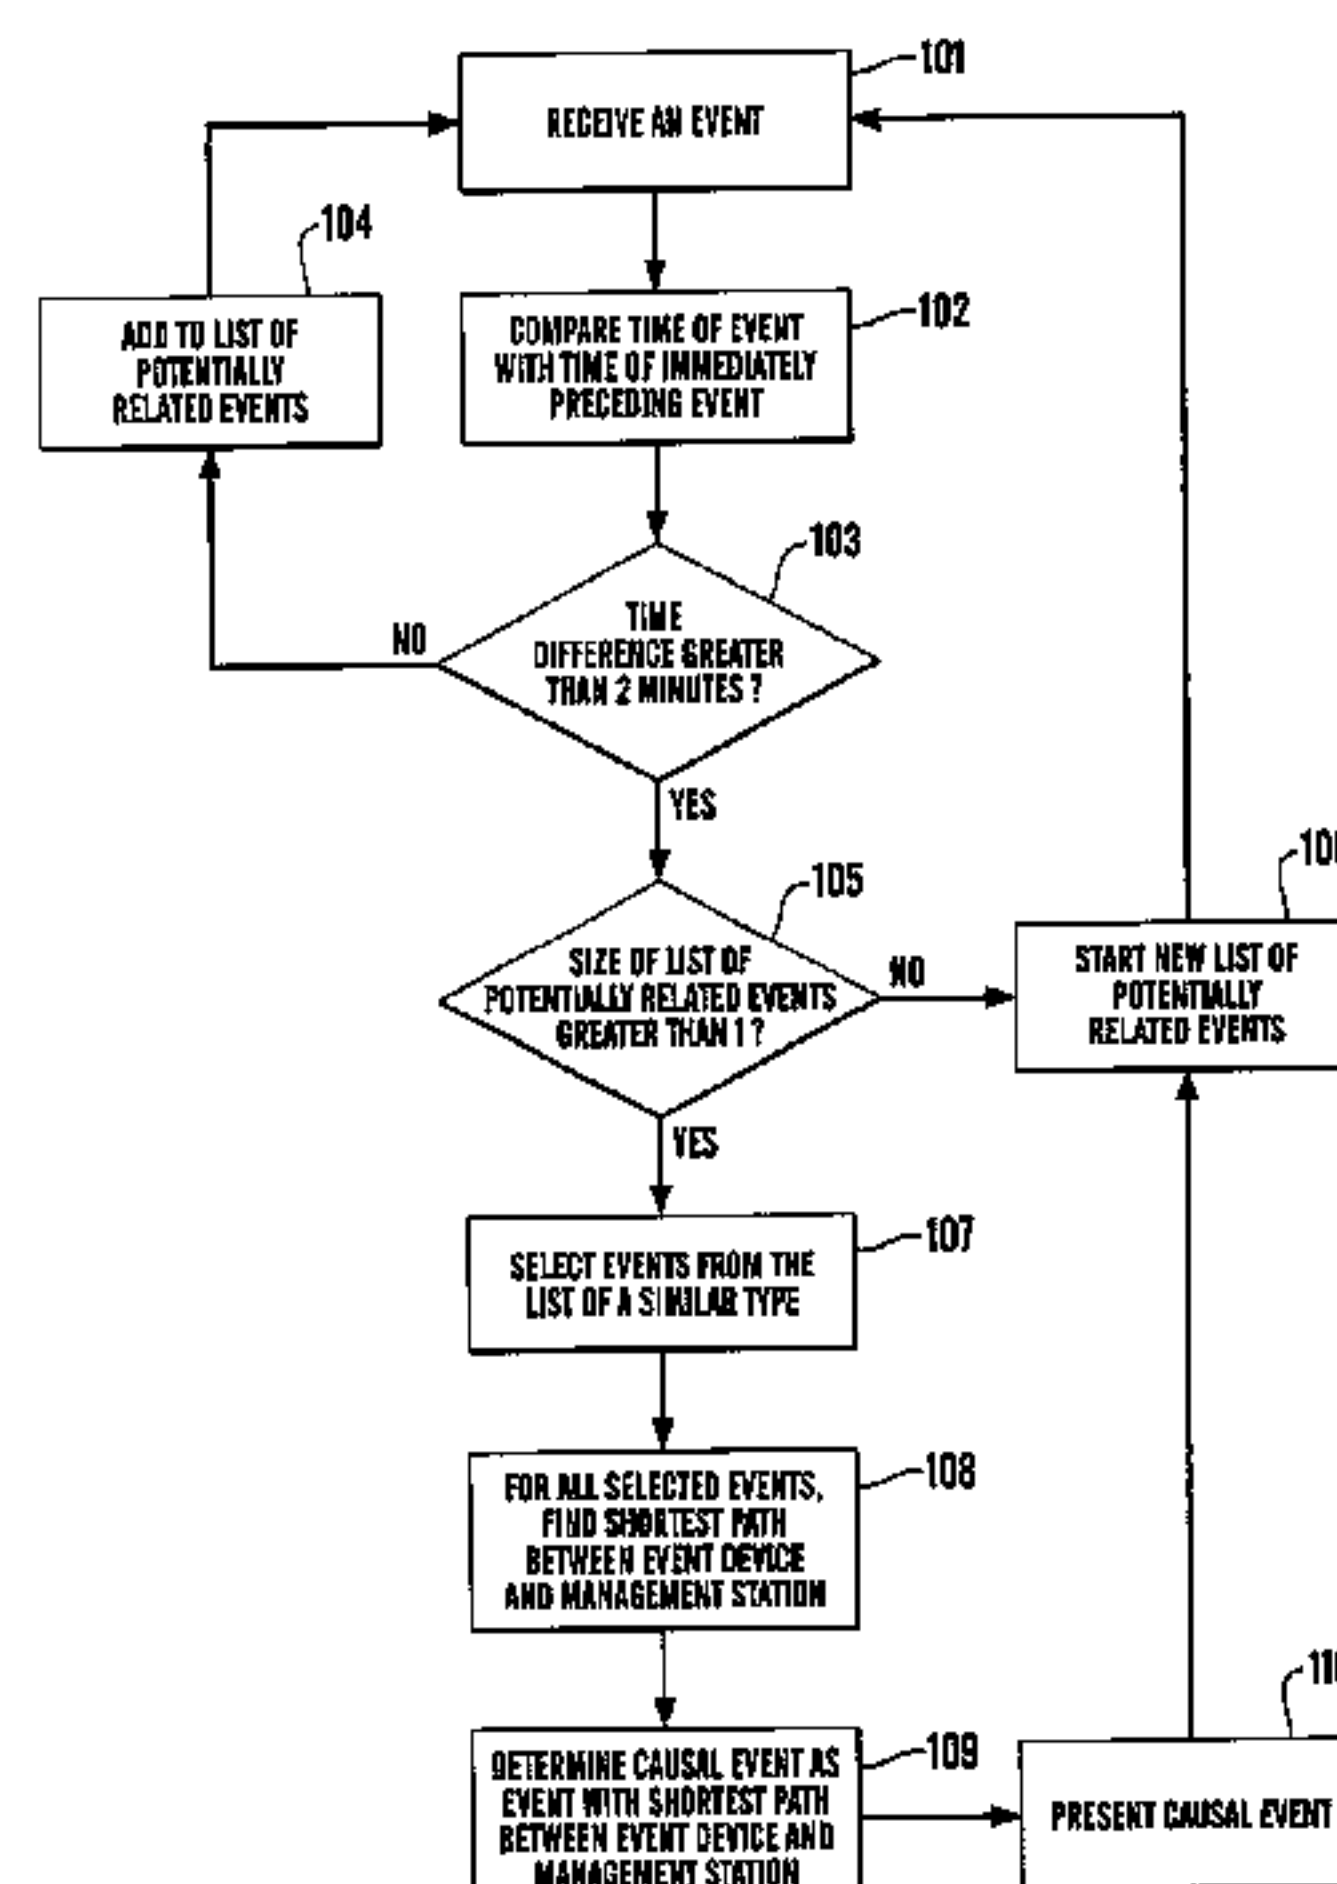 101
RECEIVE AN EVENT
104
ADD TO LIST OF
POTENTIALLY
RELATED EVENTS
102
COMPARE TIME OF EVENT
WITH TIME OF IMMEDIATELY
PRECEDING EVENT
103
TIME
DIFFERENCE GREATER
THAN 2 MINUTES ?
NO
YES
105
SIZE OF LIST OF
POTENTIALLY RELATED EVENTS
GREATER THAN 1 ?
NO
START NEW LIST OF
POTENTIALLY
RELATED EVENTS
YES
107
SELECT EVENTS FROM THE
LIST OF A SIMILAR TYPE
108
FOR ALL SELECTED EVENTS,
FIND SHORTEST PATH
BETWEEN EVENT DEVICE
AND MANAGEMENT STATION
109
DETERMINE CAUSAL EVENT AS
EVENT WITH SHORTEST PATH
BETWEEN EVENT DEVICE AND
MANAGEMENT STATION
PRESENT CAUSAL EVENT